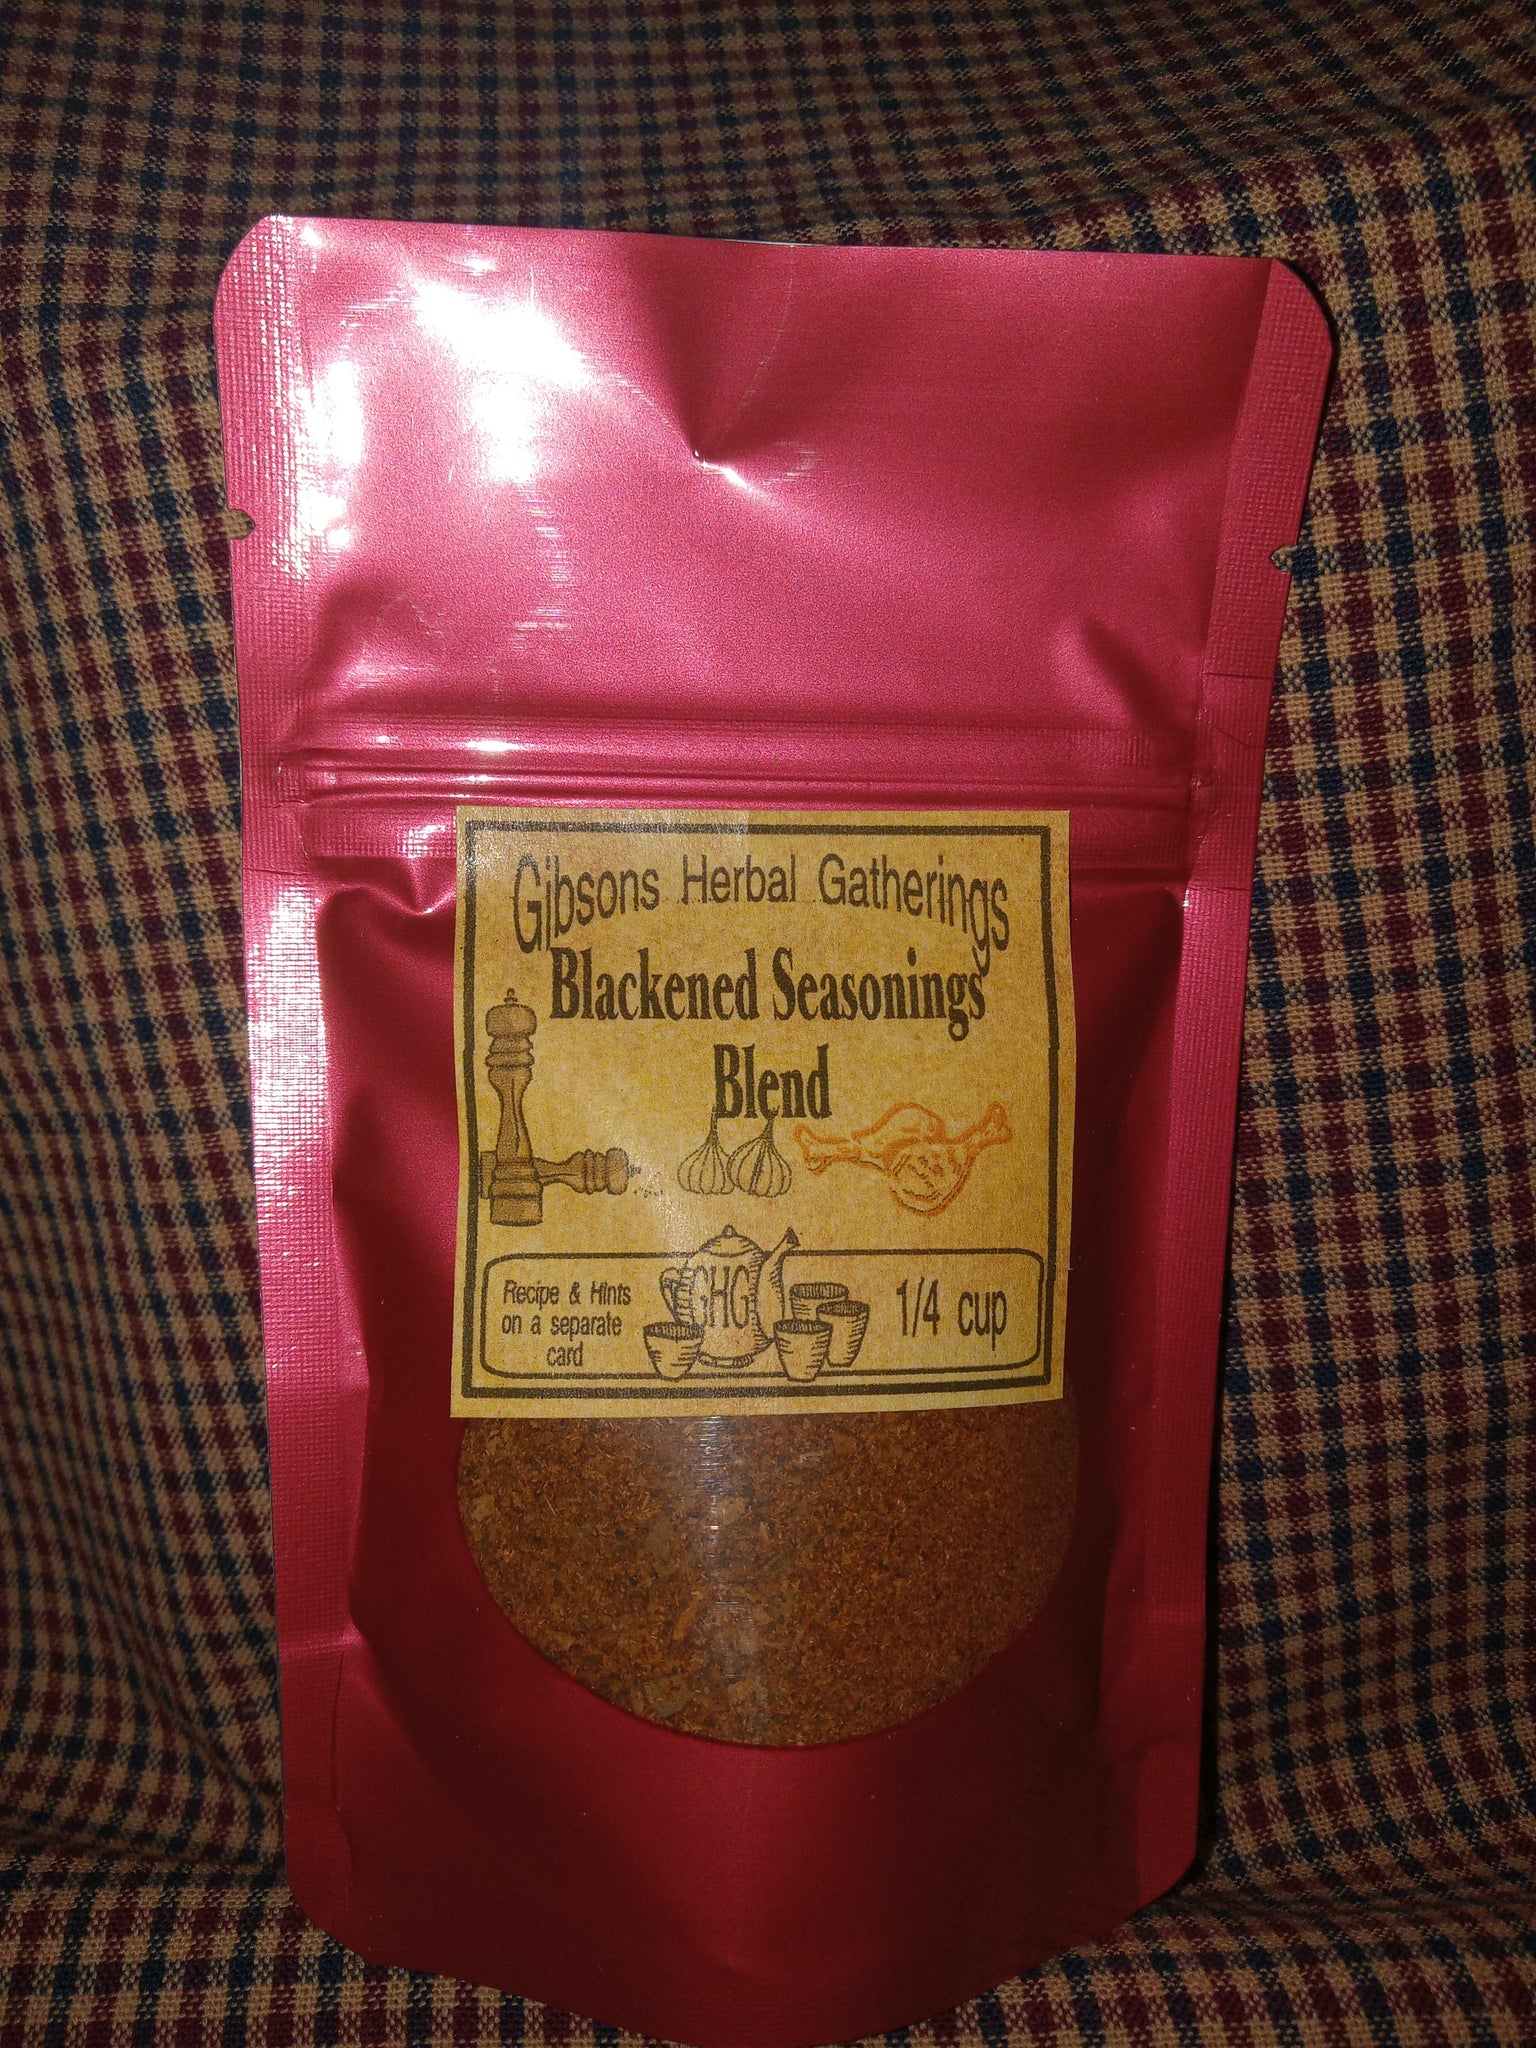 Gibsons Herbal Gatherings
Blackened Seasonings
Blend
Recipe & Hints
on a separate
card
GHG
1/4 cup